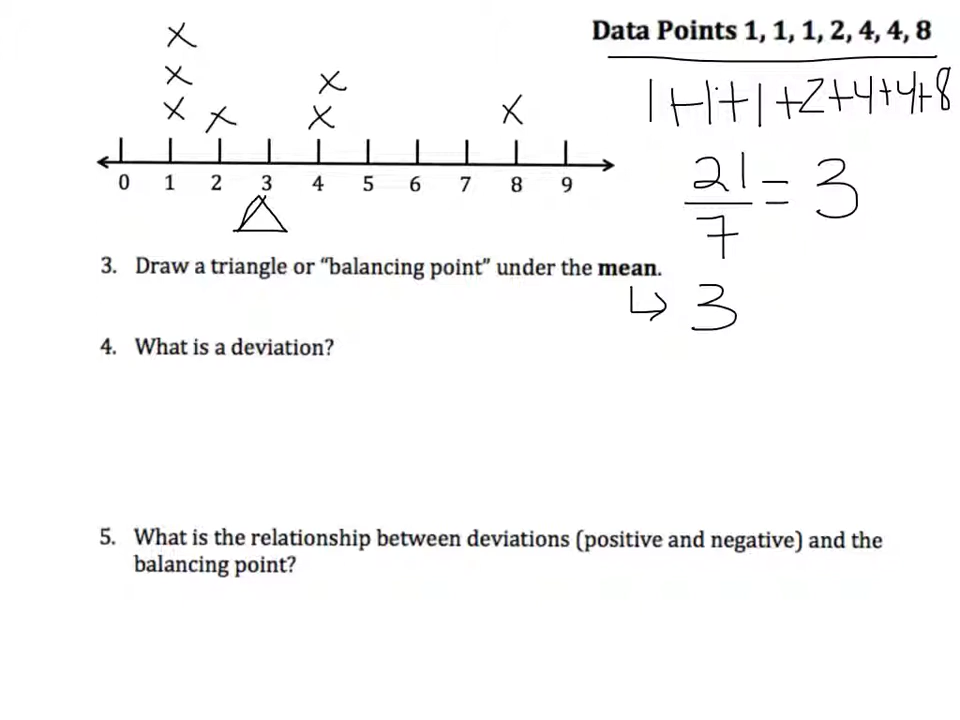 Data Points 1, 1, 1, 2, 4, 4, 8
1+1+1+2+4+4+8
21/7 = 3
x
x x
x x x x x
0 1 2 3 4 5 6 7 8 9
3. Draw a triangle or “balancing point” under the mean.
↳ 3
4. What is a deviation?
5. What is the relationship between deviations (positive and negative) and the
balancing point?